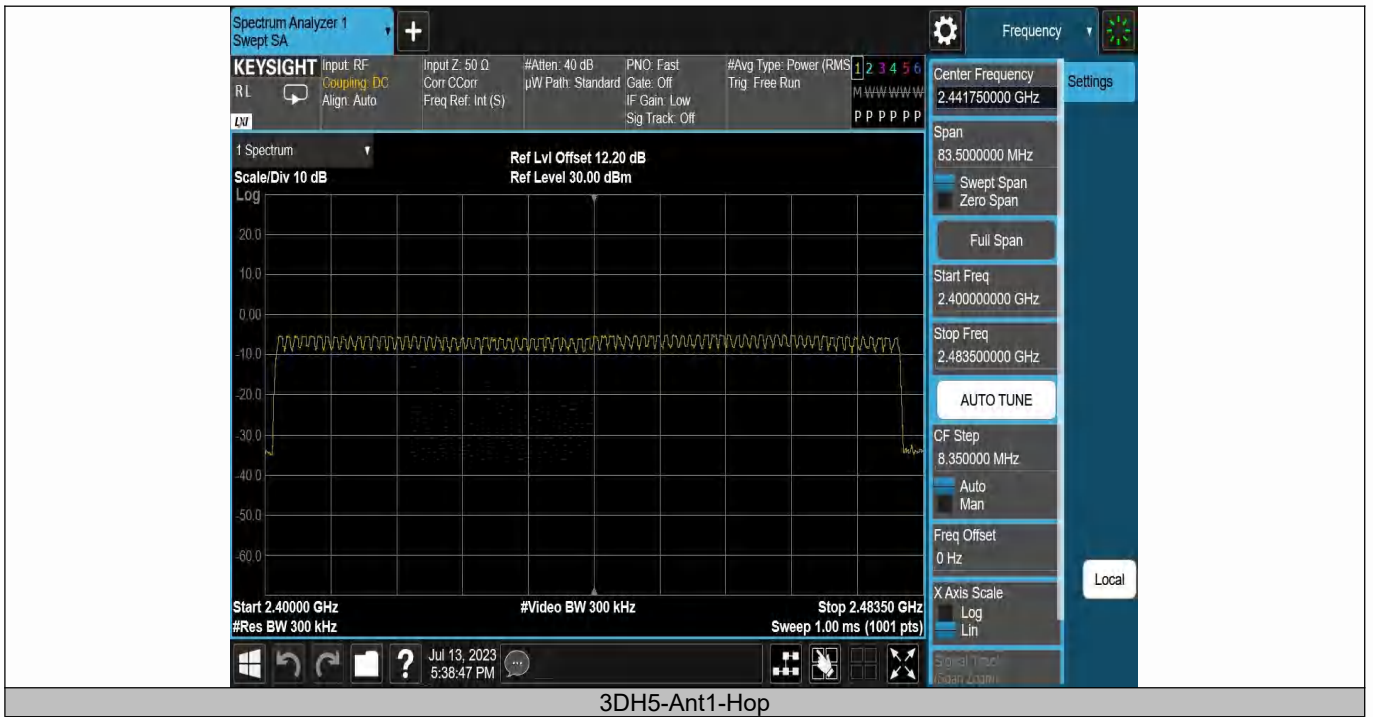 Spectrum Analyzer 1
Swept SA
Frequency
KEYSIGHT
RL
LXI
Input: RF
Coupling: DC
Align: Auto
Input Z: 50 Ω
Corr CCorr
Freq Ref: Int (S)
#Atten: 40 dB
µW Path: Standard
PNO: Fast
Gate: Off
IF Gain: Low
Sig Track: Off
#Avg Type: Power (RMS
Trig: Free Run
1 2 3 4 5 6
M W W W W W
P P P P P P
Center Frequency
2.441750000 GHz
Settings
1 Spectrum
Scale/Div 10 dB
Log
Ref Lvl Offset 12.20 dB
Ref Level 30.00 dBm
20.0
10.0
0.00
-10.0
-20.0
-30.0
-40.0
-50.0
-60.0
Span
83.5000000 MHz
Swept Span
Zero Span
Full Span
Start Freq
2.400000000 GHz
Stop Freq
2.483500000 GHz
AUTO TUNE
CF Step
8.350000 MHz
Auto
Man
Freq Offset
0 Hz
X Axis Scale
Log
Lin
Signal Track
(Span Zoom)
Local
Start 2.40000 GHz
#Res BW 300 kHz
#Video BW 300 kHz
Stop 2.48350 GHz
Sweep 1.00 ms (1001 pts)
?
Jul 13, 2023
5:38:47 PM
3DH5-Ant1-Hop